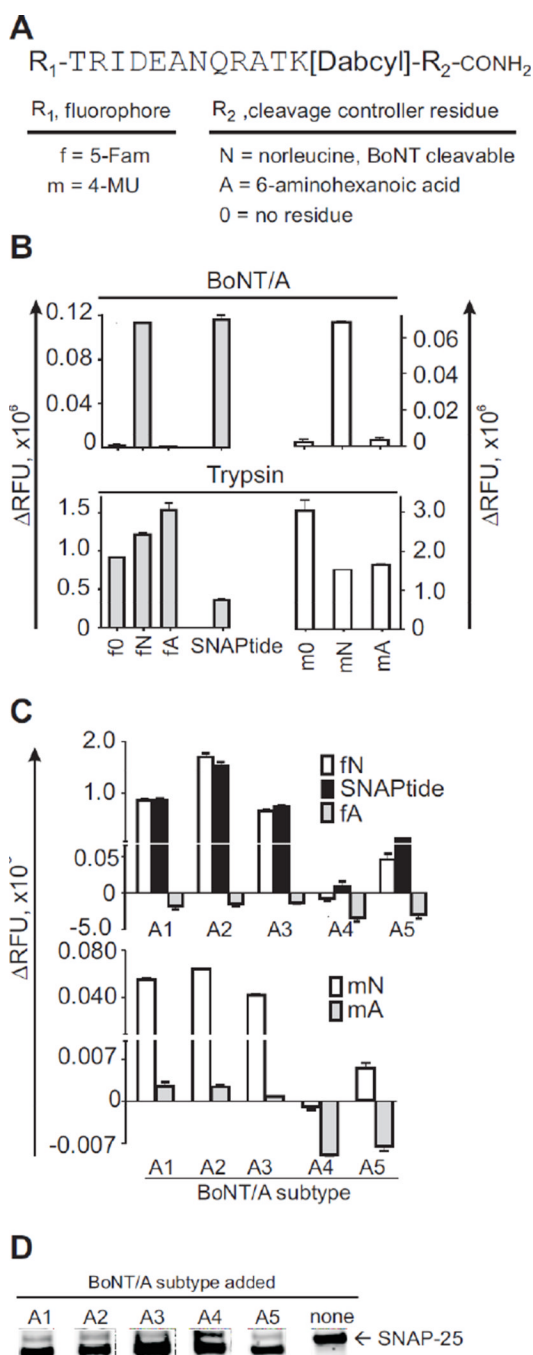 A
R1-TRIDEANQRATK[Dabcyl]-R2-CONH2
R1, fluorophore R2 ,cleavage controller residue
f = 5-Fam N = norleucine, BoNT cleavable
m = 4-MU A = 6-aminohexanoic acid
0 = no residue
B
BoNT/A
0.12
0.08
0.04
0
0.06
0.04
0.02
0
ΔRFU, x10⁶
ΔRFU, x10⁶
Trypsin
1.5
1.0
0.5
0
3.0
2.0
1.0
0
f0 fN fA SNAPtide m0 mN mA
C
2.0
1.0
0.05
0
-5.0
fN
SNAPtide
fA
A1 A2 A3 A4 A5
ΔRFU, x10
0.080
0.040
0.007
0
-0.007
mN
mA
A1 A2 A3 A4 A5
BoNT/A subtype
D
BoNT/A subtype added
A1 A2 A3 A4 A5 none
← SNAP-25